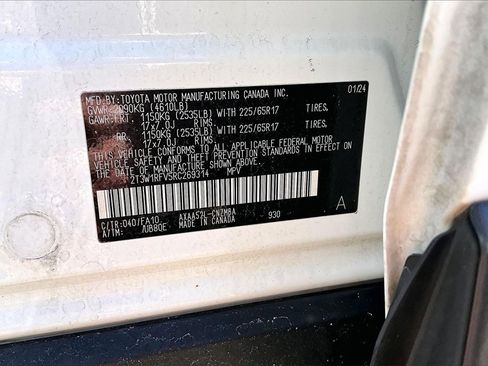 MFD.BY:TOYOTA MOTOR MANUFACTURING CANADA INC. 01/24
GVWR 2090KG (4610LB)
GAWR:FRT. 1150KG (2535LB) WITH 225/65R17 TIRES,
17x7.0J RIMS.
RR. 1150KG (2535LB) WITH 225/65R17 TIRES,
17x7.0J RIMS.
THIS VEHICLE CONFORMS TO ALL APPLICABLE FEDERAL MOTOR
VEHICLE SAFETY AND THEFT PREVENTION STANDARDS IN EFFECT ON
THE DATE OF MANUFACTURE SHOWN ABOVE.
2T3W1RFV5RC269314 MPV
A
C/TR:040/FA10 AXAA52L-CNZMBA 930
A/TM: /UB80E MADE IN CANADA